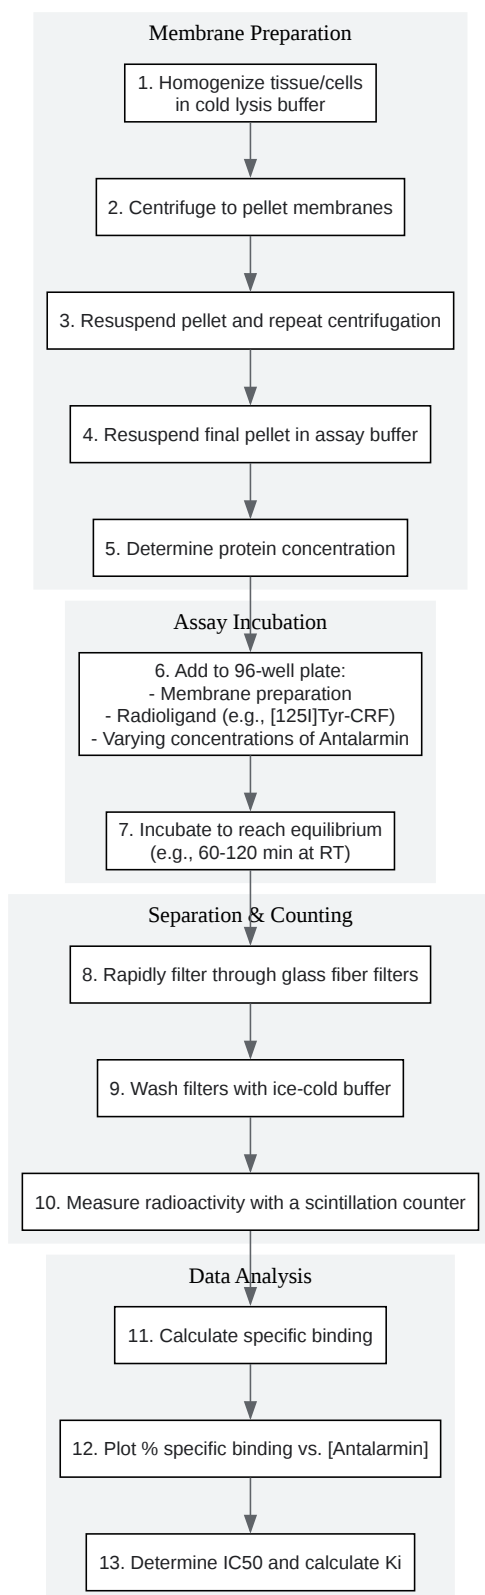 Membrane Preparation
1. Homogenize tissue/cells
in cold lysis buffer
2. Centrifuge to pellet membranes
3. Resuspend pellet and repeat centrifugation
4. Resuspend final pellet in assay buffer
5. Determine protein concentration
Assay Incubation
6. Add to 96-well plate:
- Membrane preparation
- Radioligand (e.g., [125I]Tyr-CRF)
- Varying concentrations of Antalarmin
7. Incubate to reach equilibrium
(e.g., 60-120 min at RT)
Separation & Counting
8. Rapidly filter through glass fiber filters
9. Wash filters with ice-cold buffer
10. Measure radioactivity with a scintillation counter
Data Analysis
11. Calculate specific binding
12. Plot % specific binding vs. [Antalarmin]
13. Determine IC50 and calculate Ki